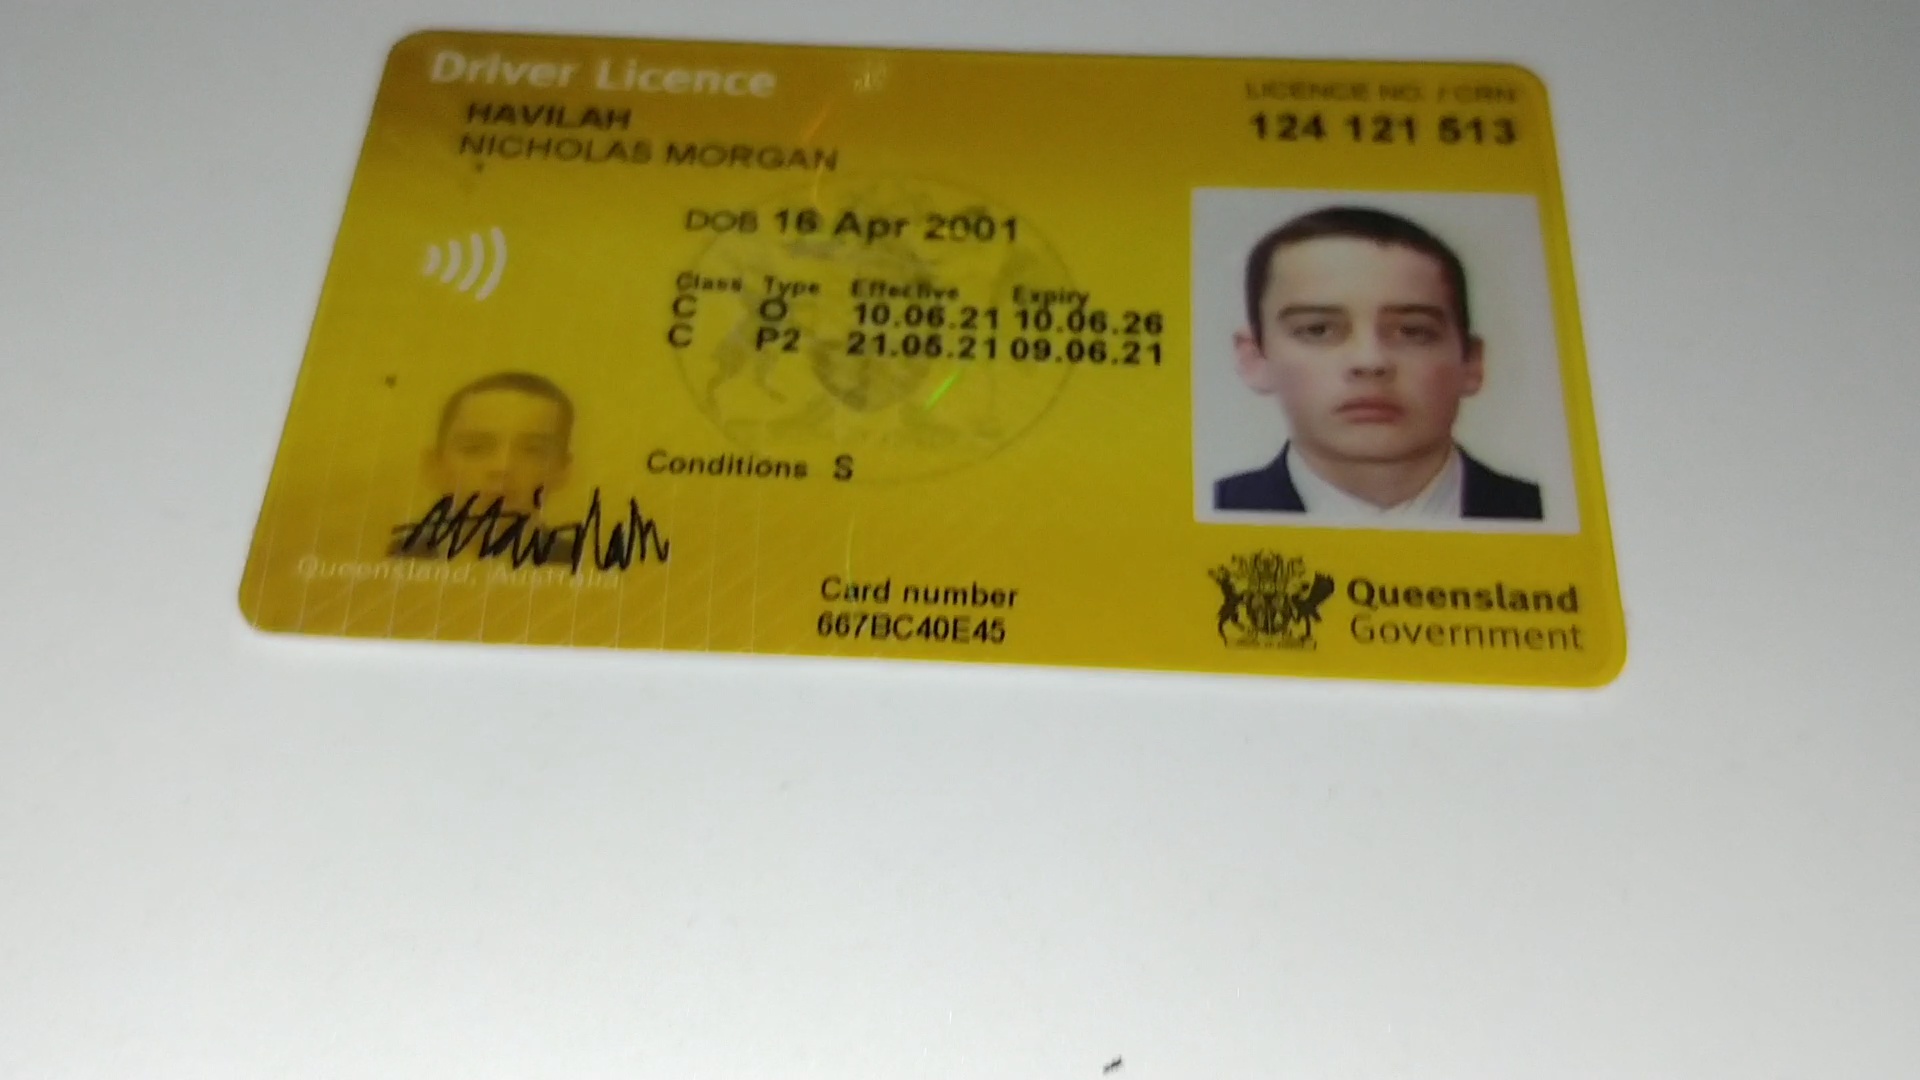 Driver Licence
HAVILAH
NICHOLAS MORGAN
LICENCE NO. / CRN
124 121 513
DOB 16 Apr 2001
Class Type Effective Expiry
C O 10.06.21 10.06.26
C P2 21.05.21 09.06.21
Conditions S
Queensland, Australia
Card number
667BC40E45
Queensland
Government